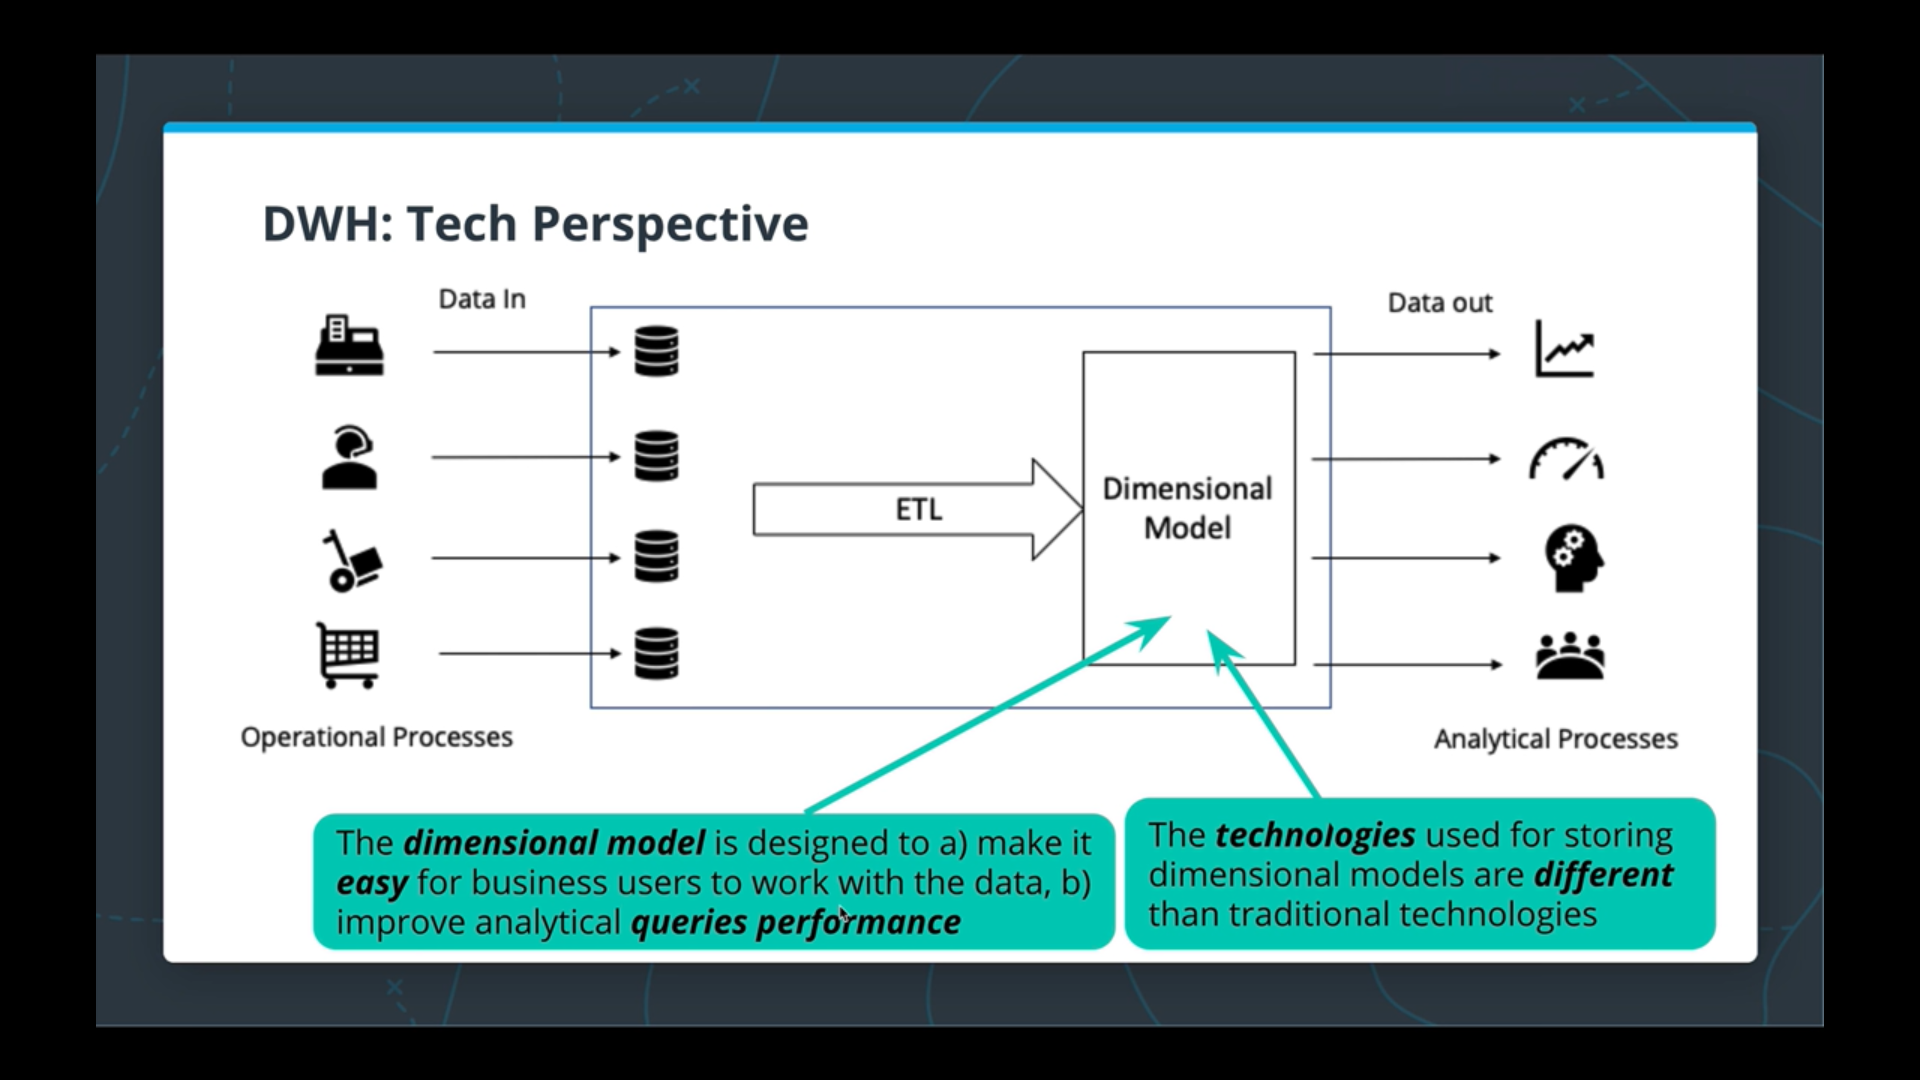 DWH: Tech Perspective
Data In
Data out
ETL
Dimensional
Model
Operational Processes
Analytical Processes
The dimensional model is designed to a) make it
easy for business users to work with the data, b)
improve analytical queries performance
The technologies used for storing
dimensional models are different
than traditional technologies